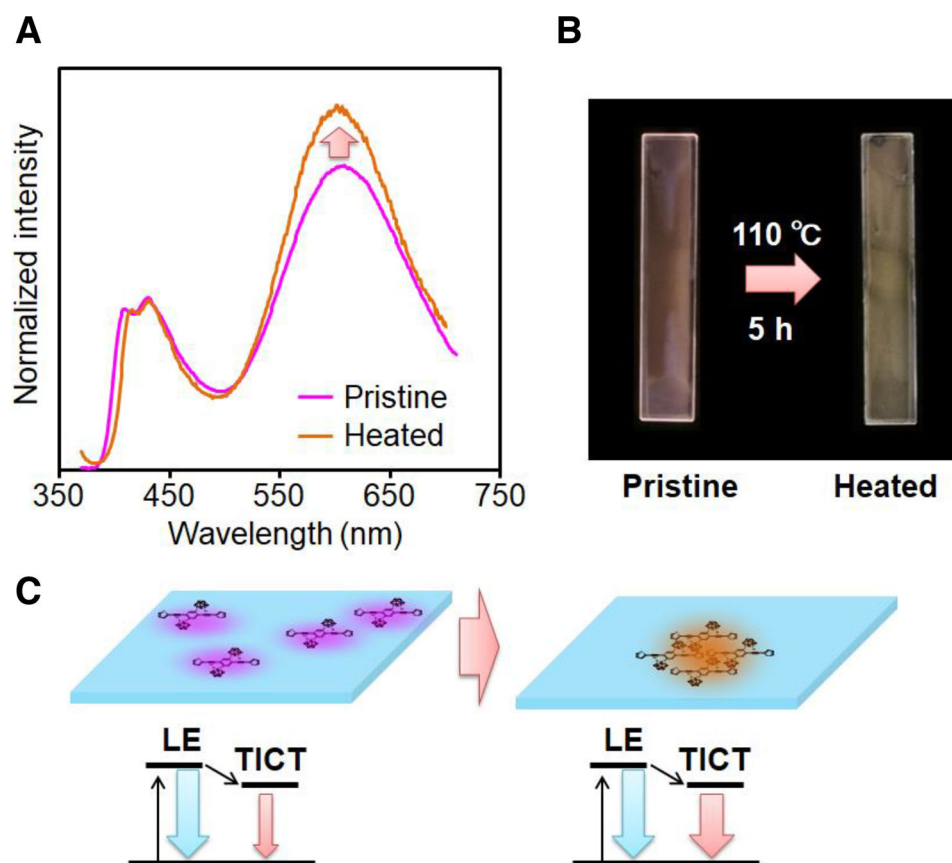 A
B
Normalized intensity
Pristine
Heated
350 450 550 650 750
Wavelength (nm)
110 ℃
5 h
Pristine
Heated
C
LE
TICT
LE
TICT